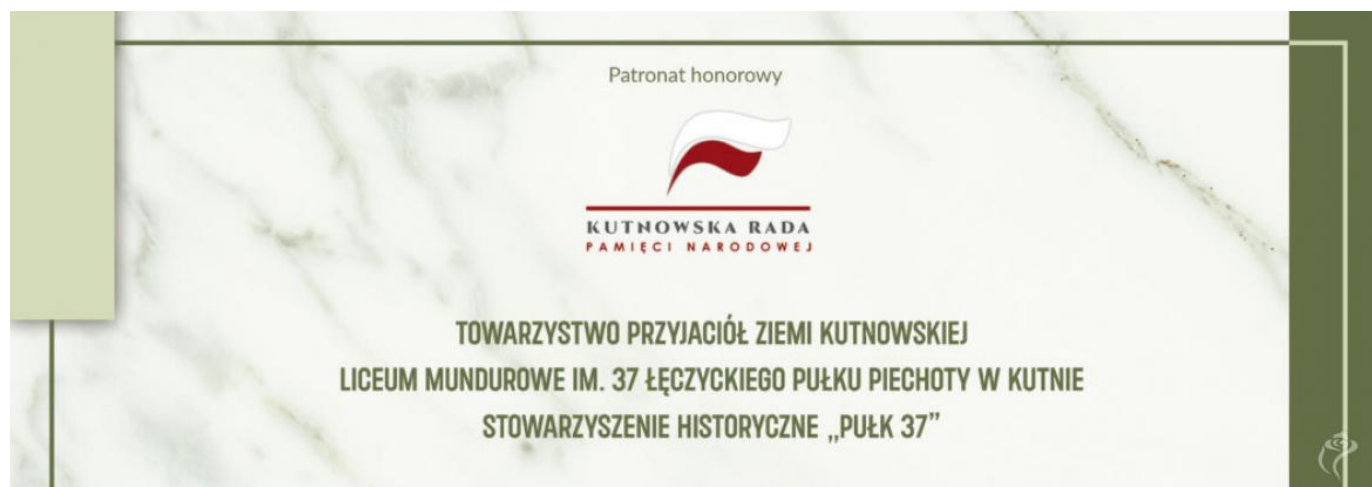 Patronat honorowy
KUTNOWSKA RADA
PAMIĘCI NARODOWEJ
TOWARZYSTWO PRZYJACIÓŁ ZIEMI KUTNOWSKIEJ
LICEUM MUNDUROWE IM. 37 ŁĘCZYCKIEGO PUŁKU PIECHOTY W KUTNIE
STOWARZYSZENIE HISTORYCZNE „PUŁK 37”